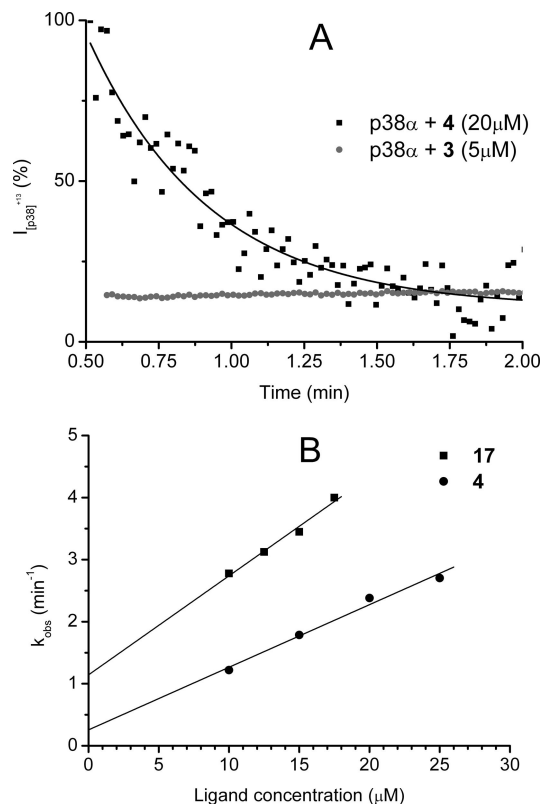 A
100
50
0
I[p38]+13 (%)
p38α + 4 (20μM)
p38α + 3 (5μM)
0.50 0.75 1.00 1.25 1.50 1.75 2.00
Time (min)
B
5
4
3
2
1
0
kobs (min-1)
17
4
0 5 10 15 20 25 30
Ligand concentration (μM)